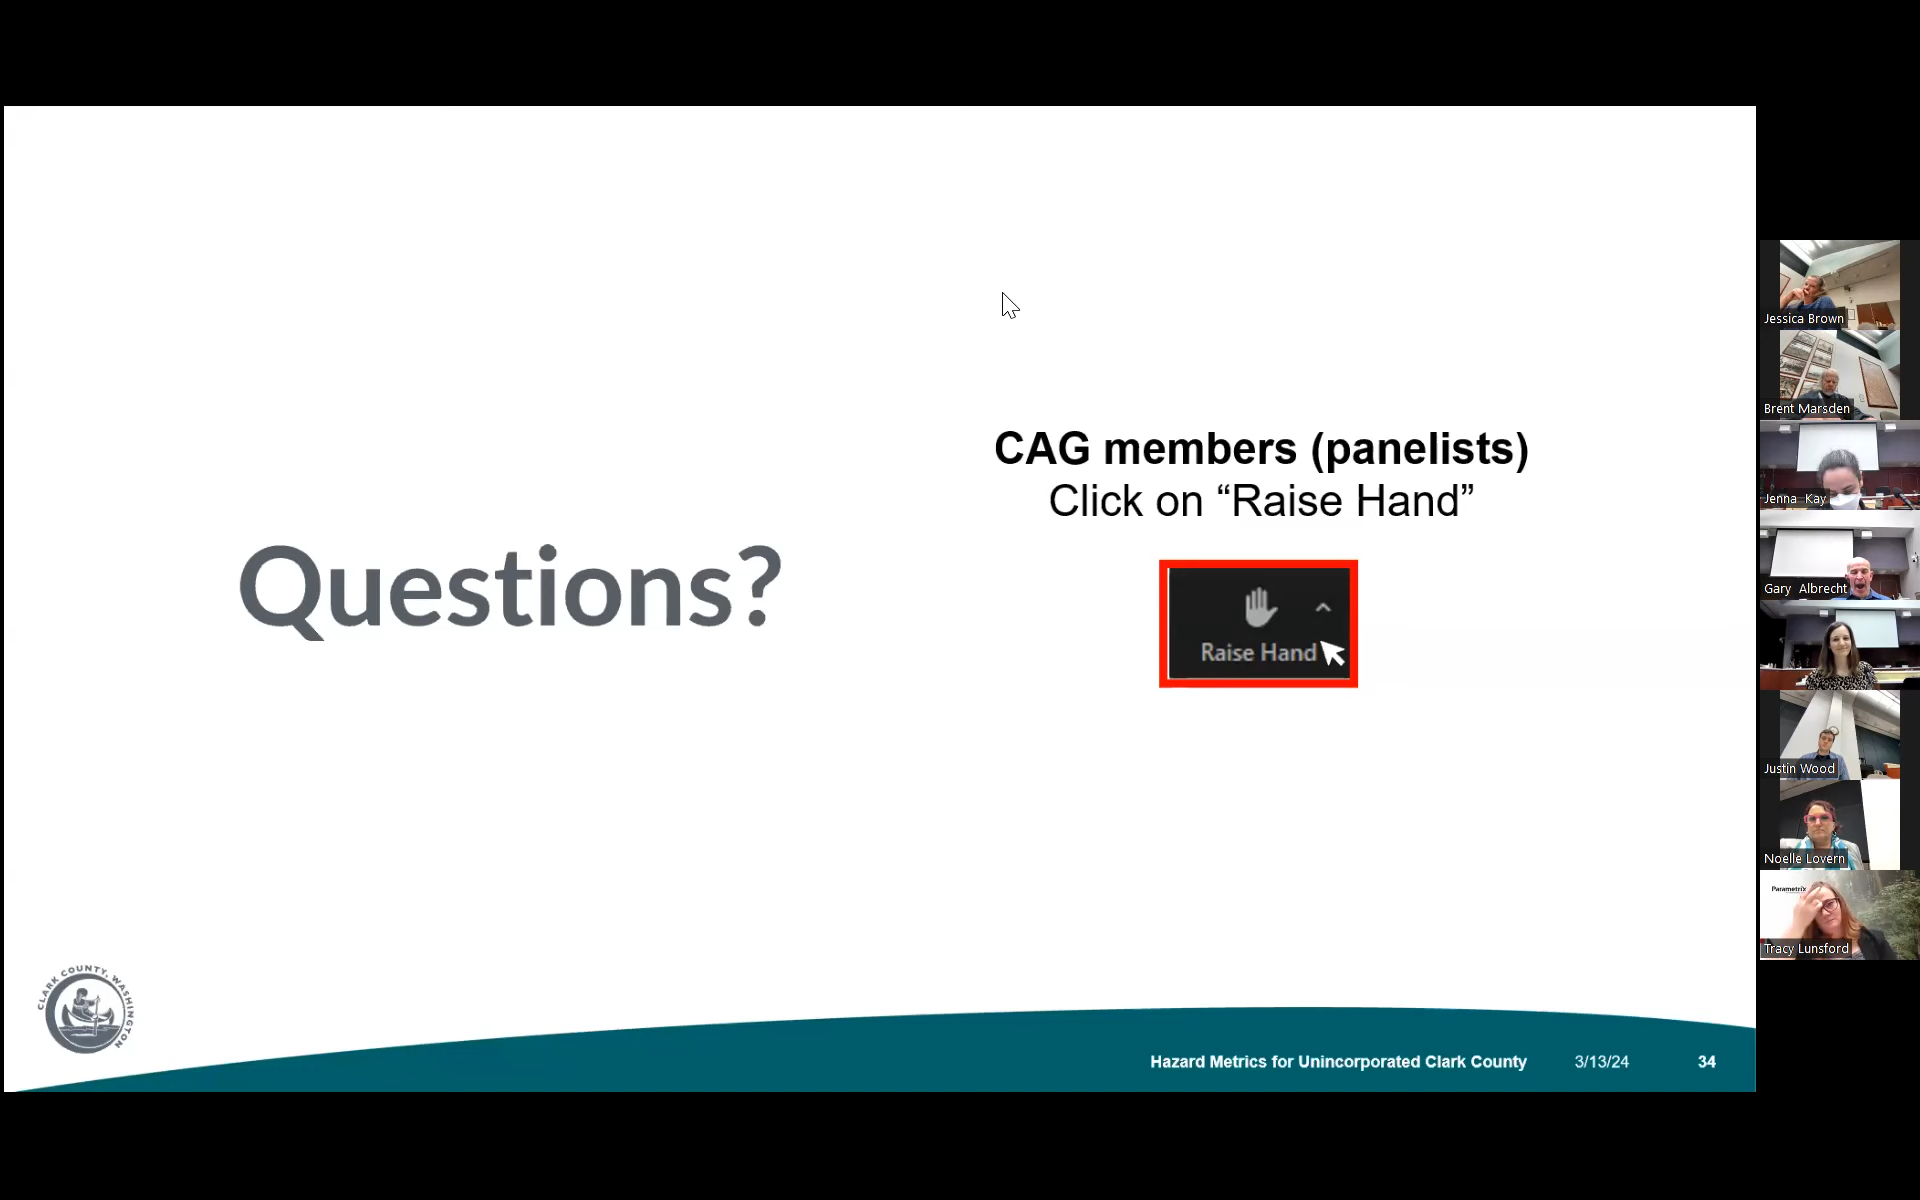 Questions?
CAG members (panelists)
Click on “Raise Hand”
Raise Hand
CLARK COUNTY, WASHINGTON
Hazard Metrics for Unincorporated Clark County
3/13/24
34
Jessica Brown
Brent Marsden
Jenna Kay
Gary Albrecht
Justin Wood
Noelle Lovern
Parametrix
Tracy Lunsford